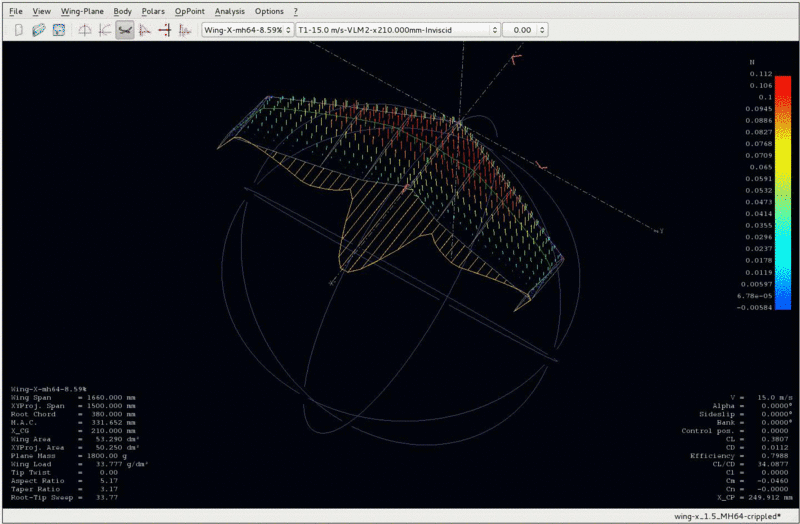 File View Wing-Plane Body Polars OpPoint Analysis Options ?
Wing-X-mh64-8.59% T1-15.0 m/s-VLM2-x210.000mm-Inviscid 0.00
N
0.112
0.106
0.1
0.0945
0.0886
0.0827
0.0768
0.0709
0.065
0.0591
0.0532
0.0473
0.0414
0.0355
0.0296
0.0237
0.0178
0.0119
0.00597
6.78e-05
-0.00584
Y
Wing-X-mh64-8.59%
Wing Span = 1660.000 mm
XYProj. Span = 1500.000 mm
Root Chord = 380.000 mm
M.A.C. = 331.652 mm
X_CG = 210.000 mm
Wing Area = 53.290 dm²
XYProj. Area = 50.250 dm²
Plane Mass = 1800.00 g
Wing Load = 33.777 g/dm²
Tip Twist = 0.00
Aspect Ratio = 5.17
Taper Ratio = 3.17
Root-Tip Sweep = 33.77
V = 15.0 m/s
Alpha = 0.0000°
Sideslip = 0.0000°
Bank = 0.0000°
Control pos. = 0.0000
CL = 0.3807
CD = 0.0112
Efficiency = 0.7988
CL/CD = 34.0877
Cl = 0.0000
Cm = -0.0460
Cn = -0.0000
X_CP = 249.912 mm
wing-x_1.5_MH64-crippled*